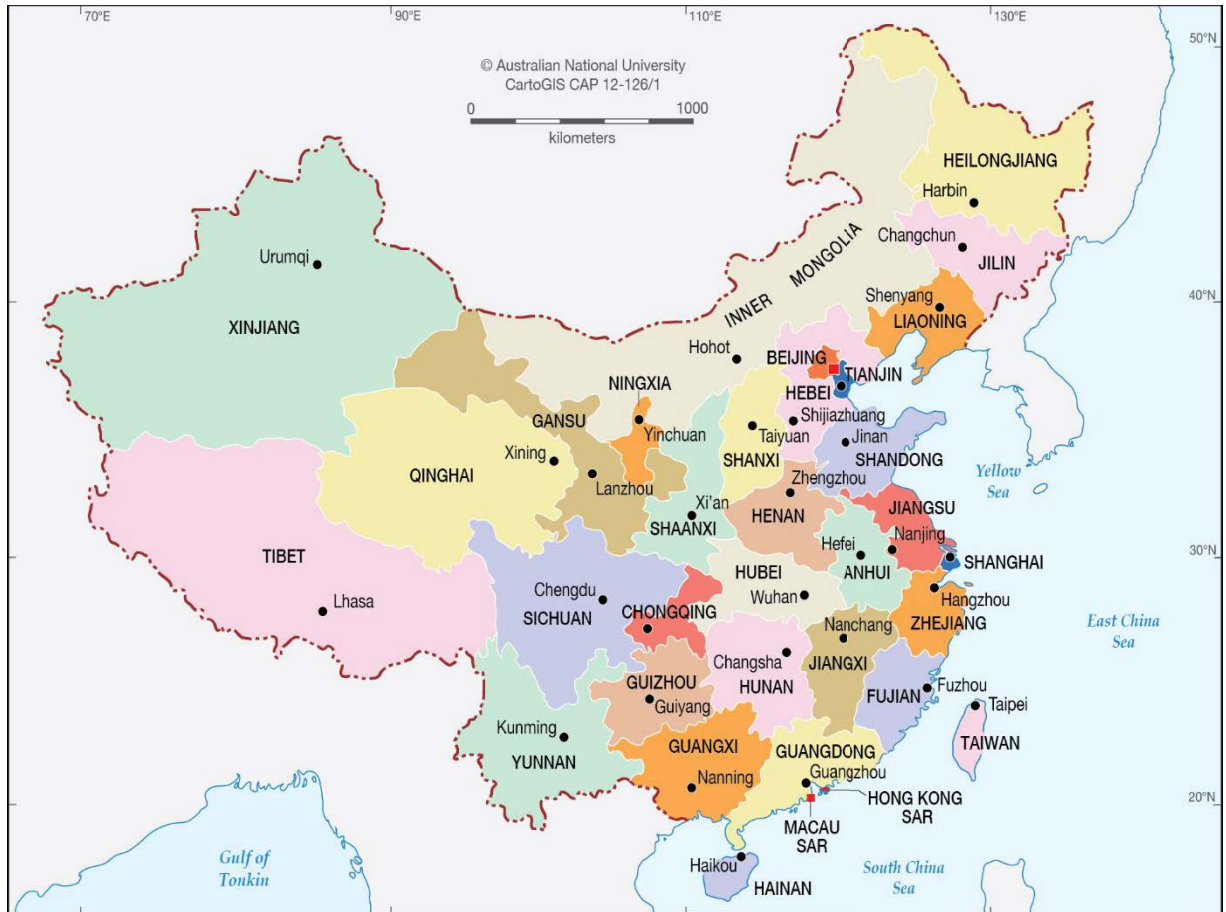 70°E
90°E
110°E
130°E
50°N
© Australian National University
CartoGIS CAP 12-126/1
0
1000
kilometers
HEILONGJIANG
Harbin
Changchun
JILIN
Urumqi
INNER MONGOLIA
Shenyang
LIAONING
40°N
XINJIANG
Hohot
BEIJING
TIANJIN
NINGXIA
HEBEI
GANSU
Shijiazhuang
Yinchuan
Taiyuan
Jinan
Xining
SHANXI
SHANDONG
QINGHAI
Lanzhou
Zhengzhou
Yellow
Sea
Xi'an
HENAN
JIANGSU
SHAANXI
Nanjing
Hefei
TIBET
ANHUI
SHANGHAI
30°N
HUBEI
Chengdu
Wuhan
Hangzhou
Lhasa
SICHUAN
CHONGQING
ZHEJIANG
East China
Sea
Nanchang
Changsha
JIANGXI
GUIZHOU
HUNAN
FUJIAN
Fuzhou
Guiyang
Taipei
Kunming
GUANGXI
GUANGDONG
TAIWAN
YUNNAN
Guangzhou
Nanning
HONG KONG
SAR
20°N
MACAU
SAR
Gulf of
Tonkin
Haikou
HAINAN
South China
Sea